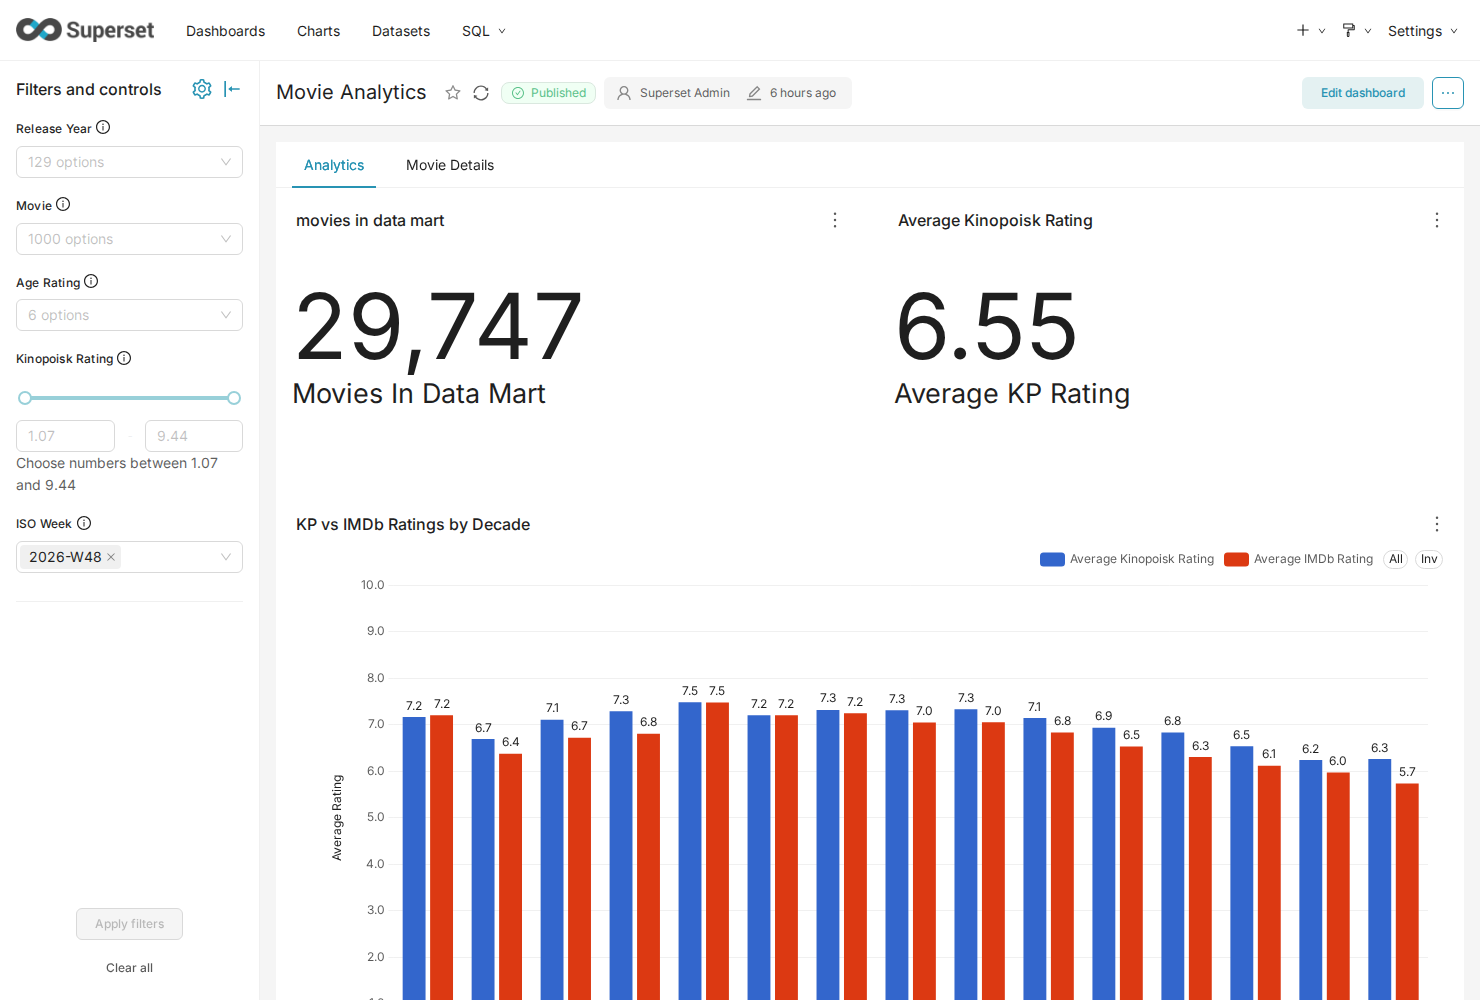 Superset
Dashboards
Charts
Datasets
SQL
Settings
Filters and controls
Release Year
129 options
Movie
1000 options
Age Rating
6 options
Kinopoisk Rating
1.07 - 9.44
Choose numbers between 1.07
and 9.44
ISO Week
2026-W48
Apply filters
Clear all
Movie Analytics
Published
Superset Admin
6 hours ago
Edit dashboard
Analytics
Movie Details
movies in data mart
29,747
Movies In Data Mart
Average Kinopoisk Rating
6.55
Average KP Rating
KP vs IMDb Ratings by Decade
Average Kinopoisk Rating
Average IMDb Rating
All
Inv
Average Rating
10.0
9.0
8.0
7.0
6.0
5.0
4.0
3.0
2.0
7.2 7.2
6.7 6.4
7.1 6.7
7.3 6.8
7.5 7.5
7.2 7.2
7.3 7.2
7.3 7.0
7.3 7.0
7.1 6.8
6.9 6.5
6.8 6.3
6.5 6.1
6.2 6.0
6.3 5.7